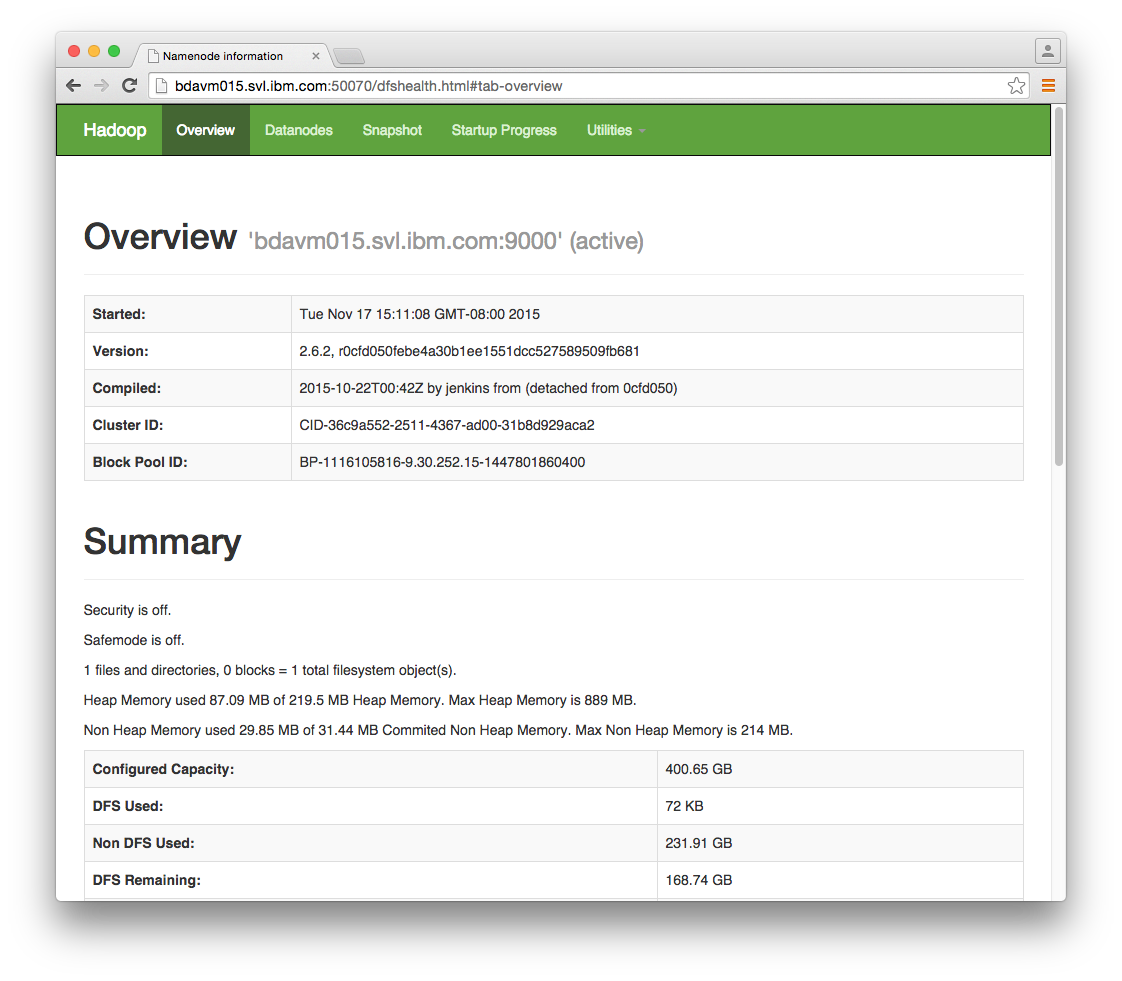 Namenode information
bdavm015.svl.ibm.com:50070/dfshealth.html#tab-overview
Hadoop Overview Datanodes Snapshot Startup Progress Utilities
Overview 'bdavm015.svl.ibm.com:9000' (active)
Started: Tue Nov 17 15:11:08 GMT-08:00 2015
Version: 2.6.2, r0cfd050febe4a30b1ee1551dcc527589509fb681
Compiled: 2015-10-22T00:42Z by jenkins from (detached from 0cfd050)
Cluster ID: CID-36c9a552-2511-4367-ad00-31b8d929aca2
Block Pool ID: BP-1116105816-9.30.252.15-1447801860400
Summary
Security is off.
Safemode is off.
1 files and directories, 0 blocks = 1 total filesystem object(s).
Heap Memory used 87.09 MB of 219.5 MB Heap Memory. Max Heap Memory is 889 MB.
Non Heap Memory used 29.85 MB of 31.44 MB Commited Non Heap Memory. Max Non Heap Memory is 214 MB.
Configured Capacity: 400.65 GB
DFS Used: 72 KB
Non DFS Used: 231.91 GB
DFS Remaining: 168.74 GB